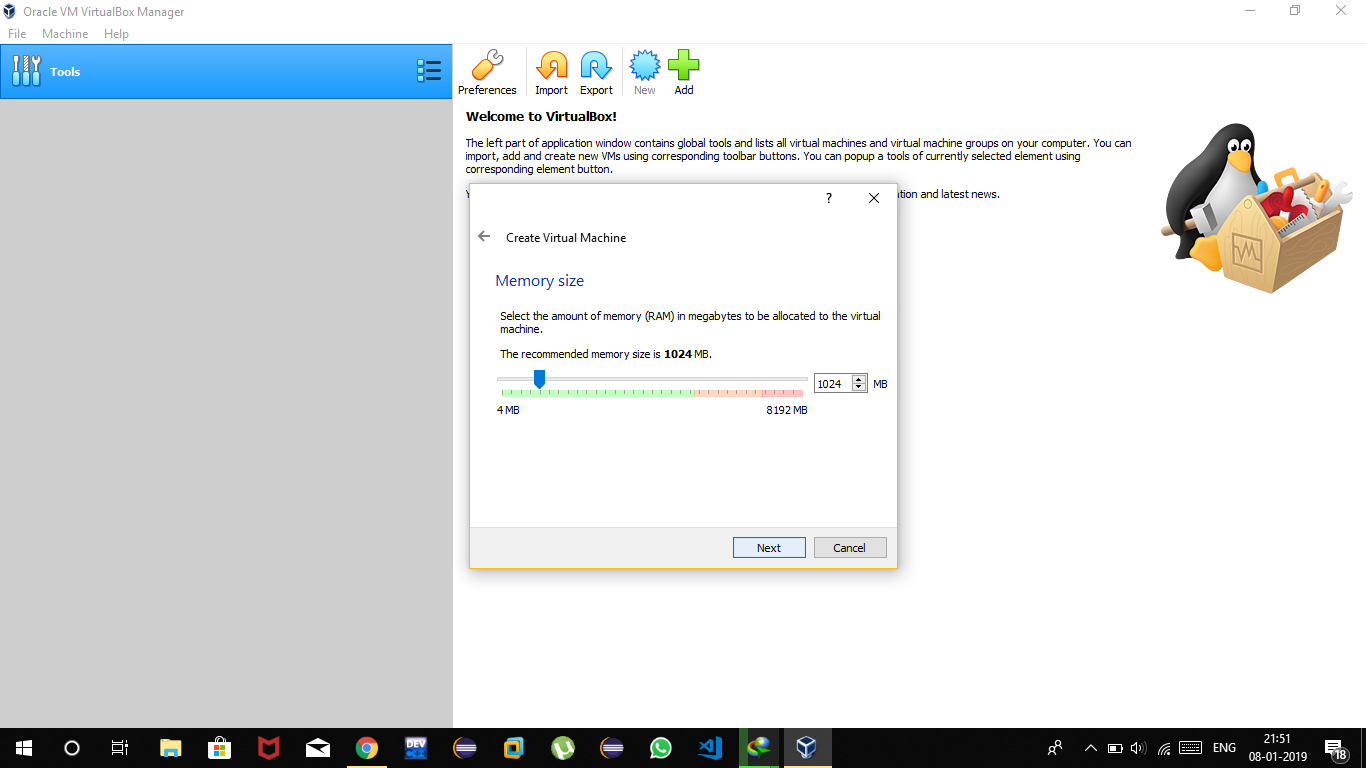 Oracle VM VirtualBox Manager
File Machine Help
Tools
Preferences Import Export New Add
Welcome to VirtualBox!
The left part of application window contains global tools and lists all virtual machines and virtual machine groups on your computer. You can
import, add and create new VMs using corresponding toolbar buttons. You can popup a tools of currently selected element using
corresponding element button.
and latest news.
?
Create Virtual Machine
Memory size
Select the amount of memory (RAM) in megabytes to be allocated to the virtual
machine.
The recommended memory size is 1024 MB.
1024 MB
4 MB 8192 MB
Next Cancel
DEV
ENG
21:51
08-01-2019
18